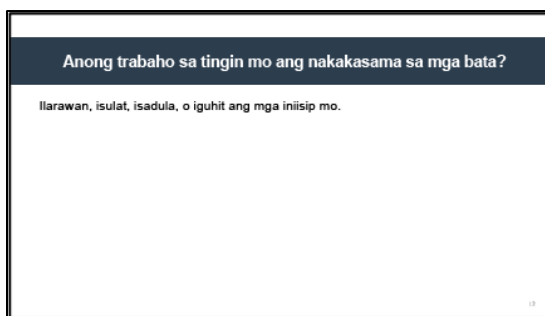 Anong trabaho sa tingin mo ang nakakasama sa mga bata?
Ilarawan, isulat, isadula, o iguhit ang mga iniisip mo.